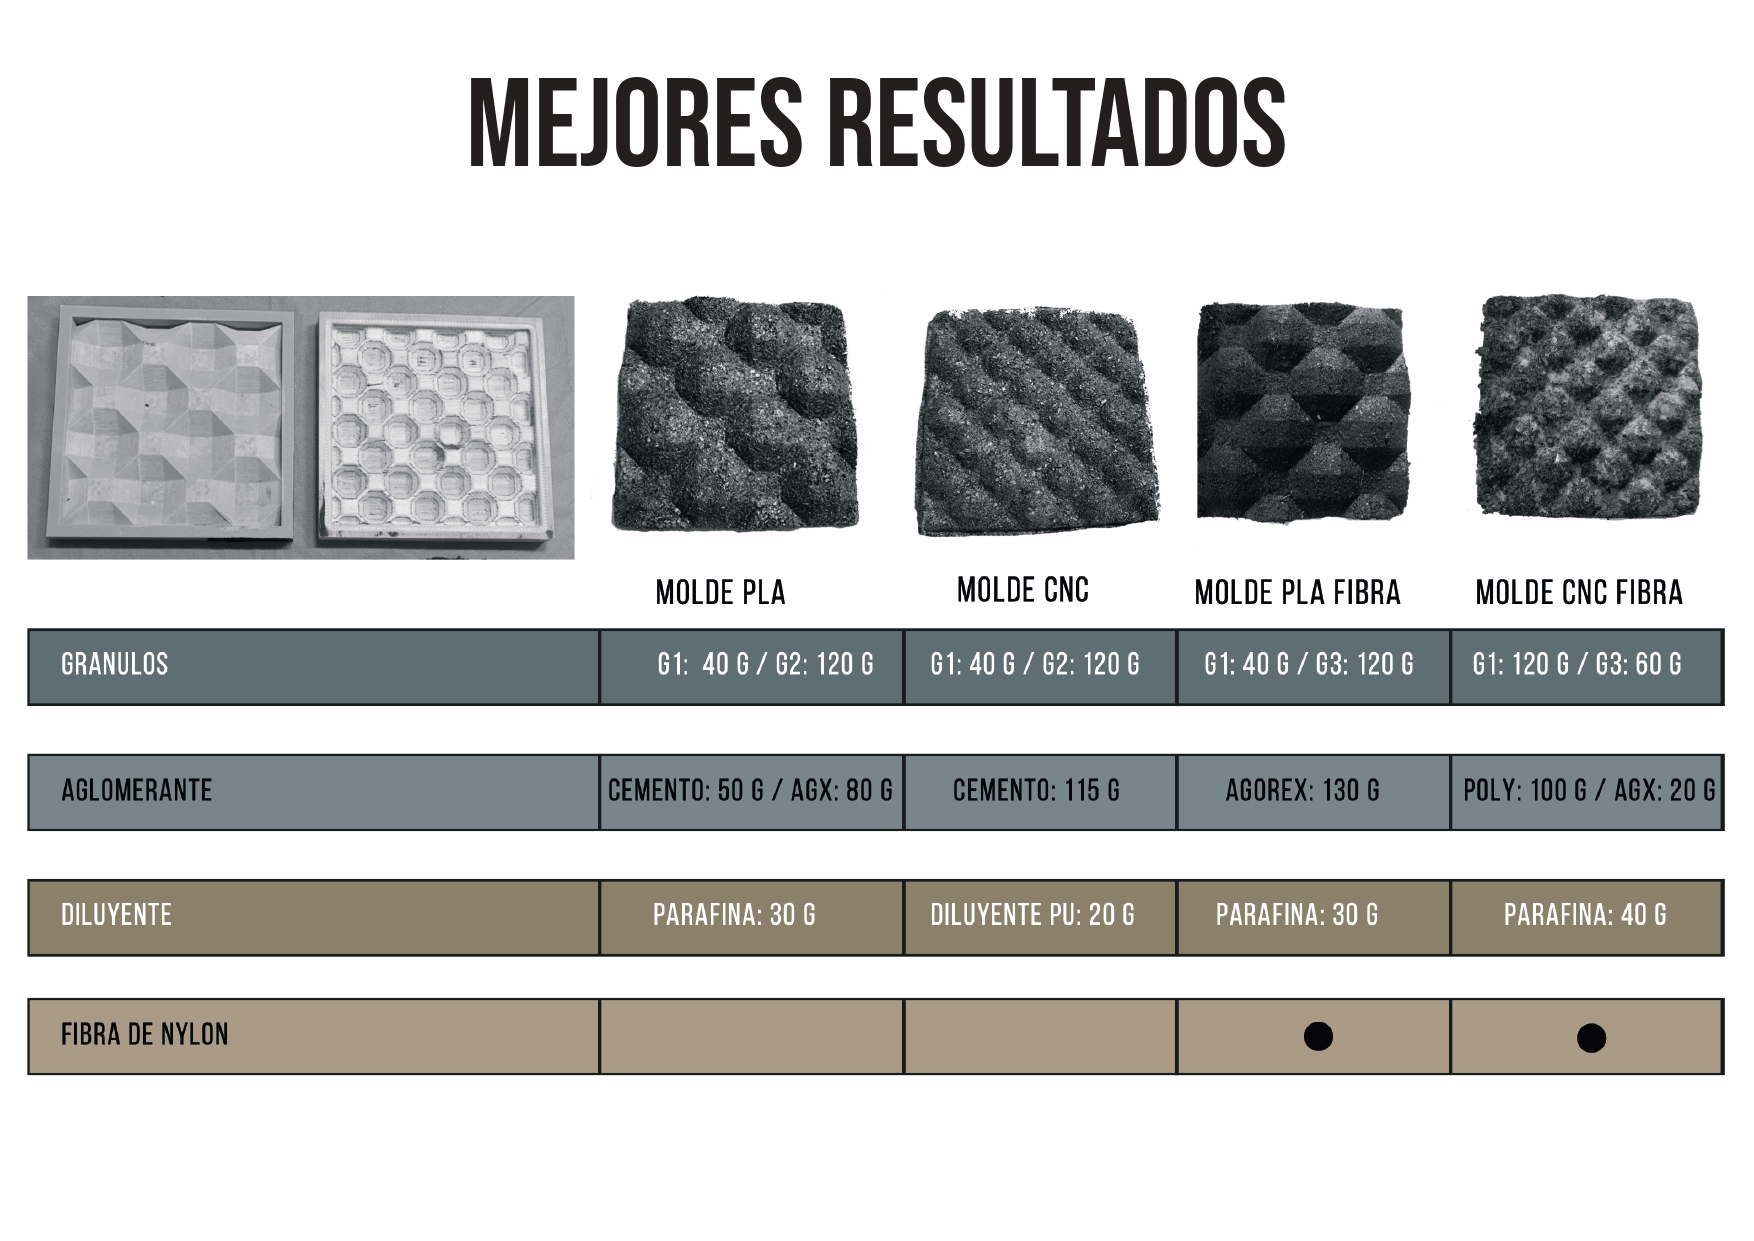 MEJORES RESULTADOS
MOLDE PLA
MOLDE CNC
MOLDE PLA FIBRA
MOLDE CNC FIBRA
GRANULOS
G1: 40 G / G2: 120 G
G1: 40 G / G2: 120 G
G1: 40 G / G3: 120 G
G1: 120 G / G3: 60 G
AGLOMERANTE
CEMENTO: 50 G / AGX: 80 G
CEMENTO: 115 G
AGOREX: 130 G
POLY: 100 G / AGX: 20 G
DILUYENTE
PARAFINA: 30 G
DILUYENTE PU: 20 G
PARAFINA: 30 G
PARAFINA: 40 G
FIBRA DE NYLON